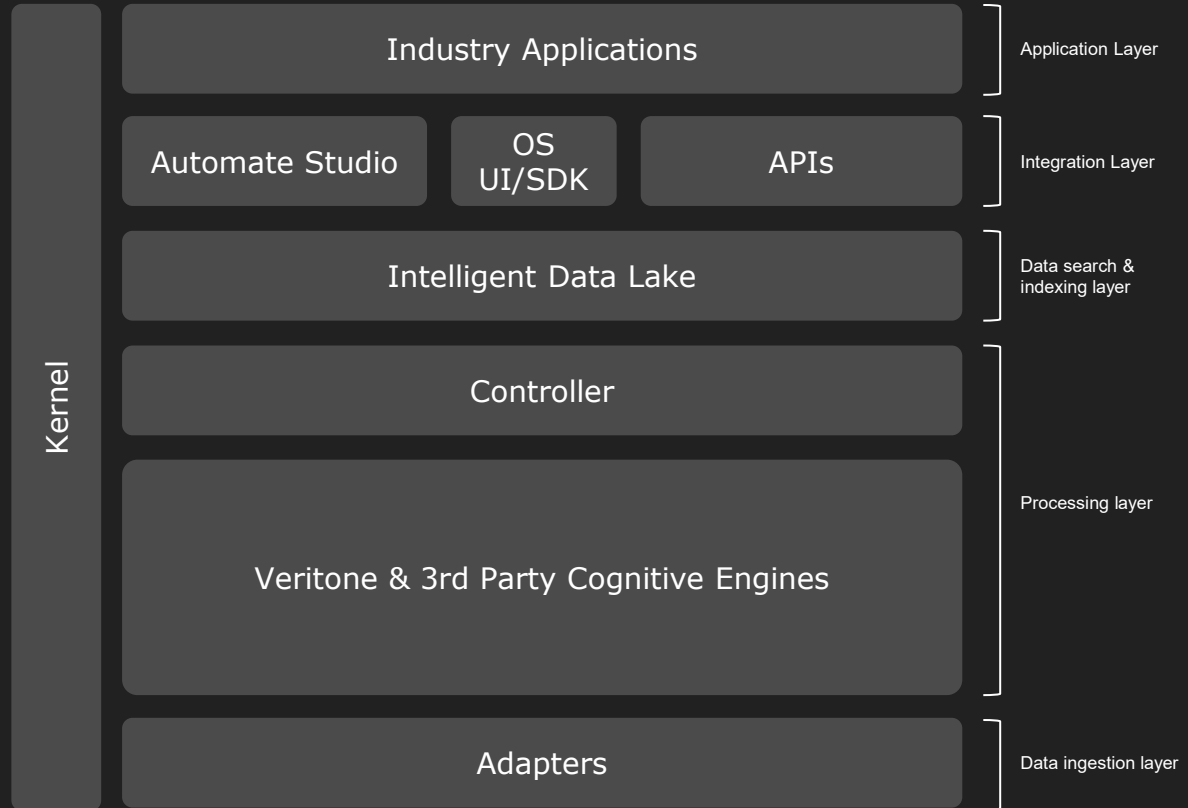 Kernel
Industry Applications
Application Layer
Automate Studio
OS
UI/SDK
APIs
Integration Layer
Intelligent Data Lake
Data search &
indexing layer
Controller
Processing layer
Veritone & 3rd Party Cognitive Engines
Adapters
Data ingestion layer